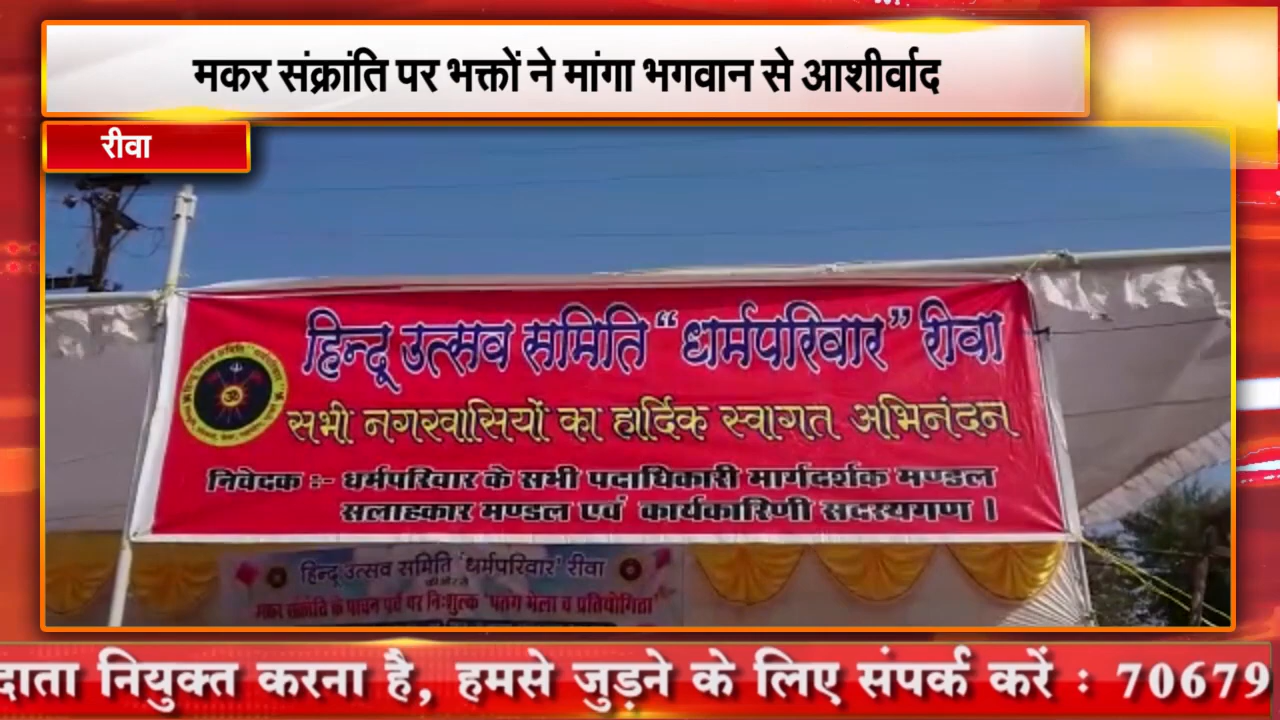 मकर संक्रांति पर भक्तों ने मांगा भगवान से आशीर्वाद
रीवा
हिन्दू उत्सव समिति “धर्मपरिवार” रीवा
सभी नगरवासियों का हार्दिक स्वागत अभिनंदन
निवेदक :- धर्मपरिवार के सभी पदाधिकारी मार्गदर्शक मण्डल
सलाहकार मण्डल एवं कार्यकारिणी सदस्यगण ।
हिन्दू उत्सव समिति 'धर्मपरिवार' रीवा
की ओर से
मकर संक्रांति के पावन पर्व पर निःशुल्क 'पतंग मेला व प्रतियोगिता'
दाता नियुक्त करना है, हमसे जुड़ने के लिए संपर्क करें : 70679